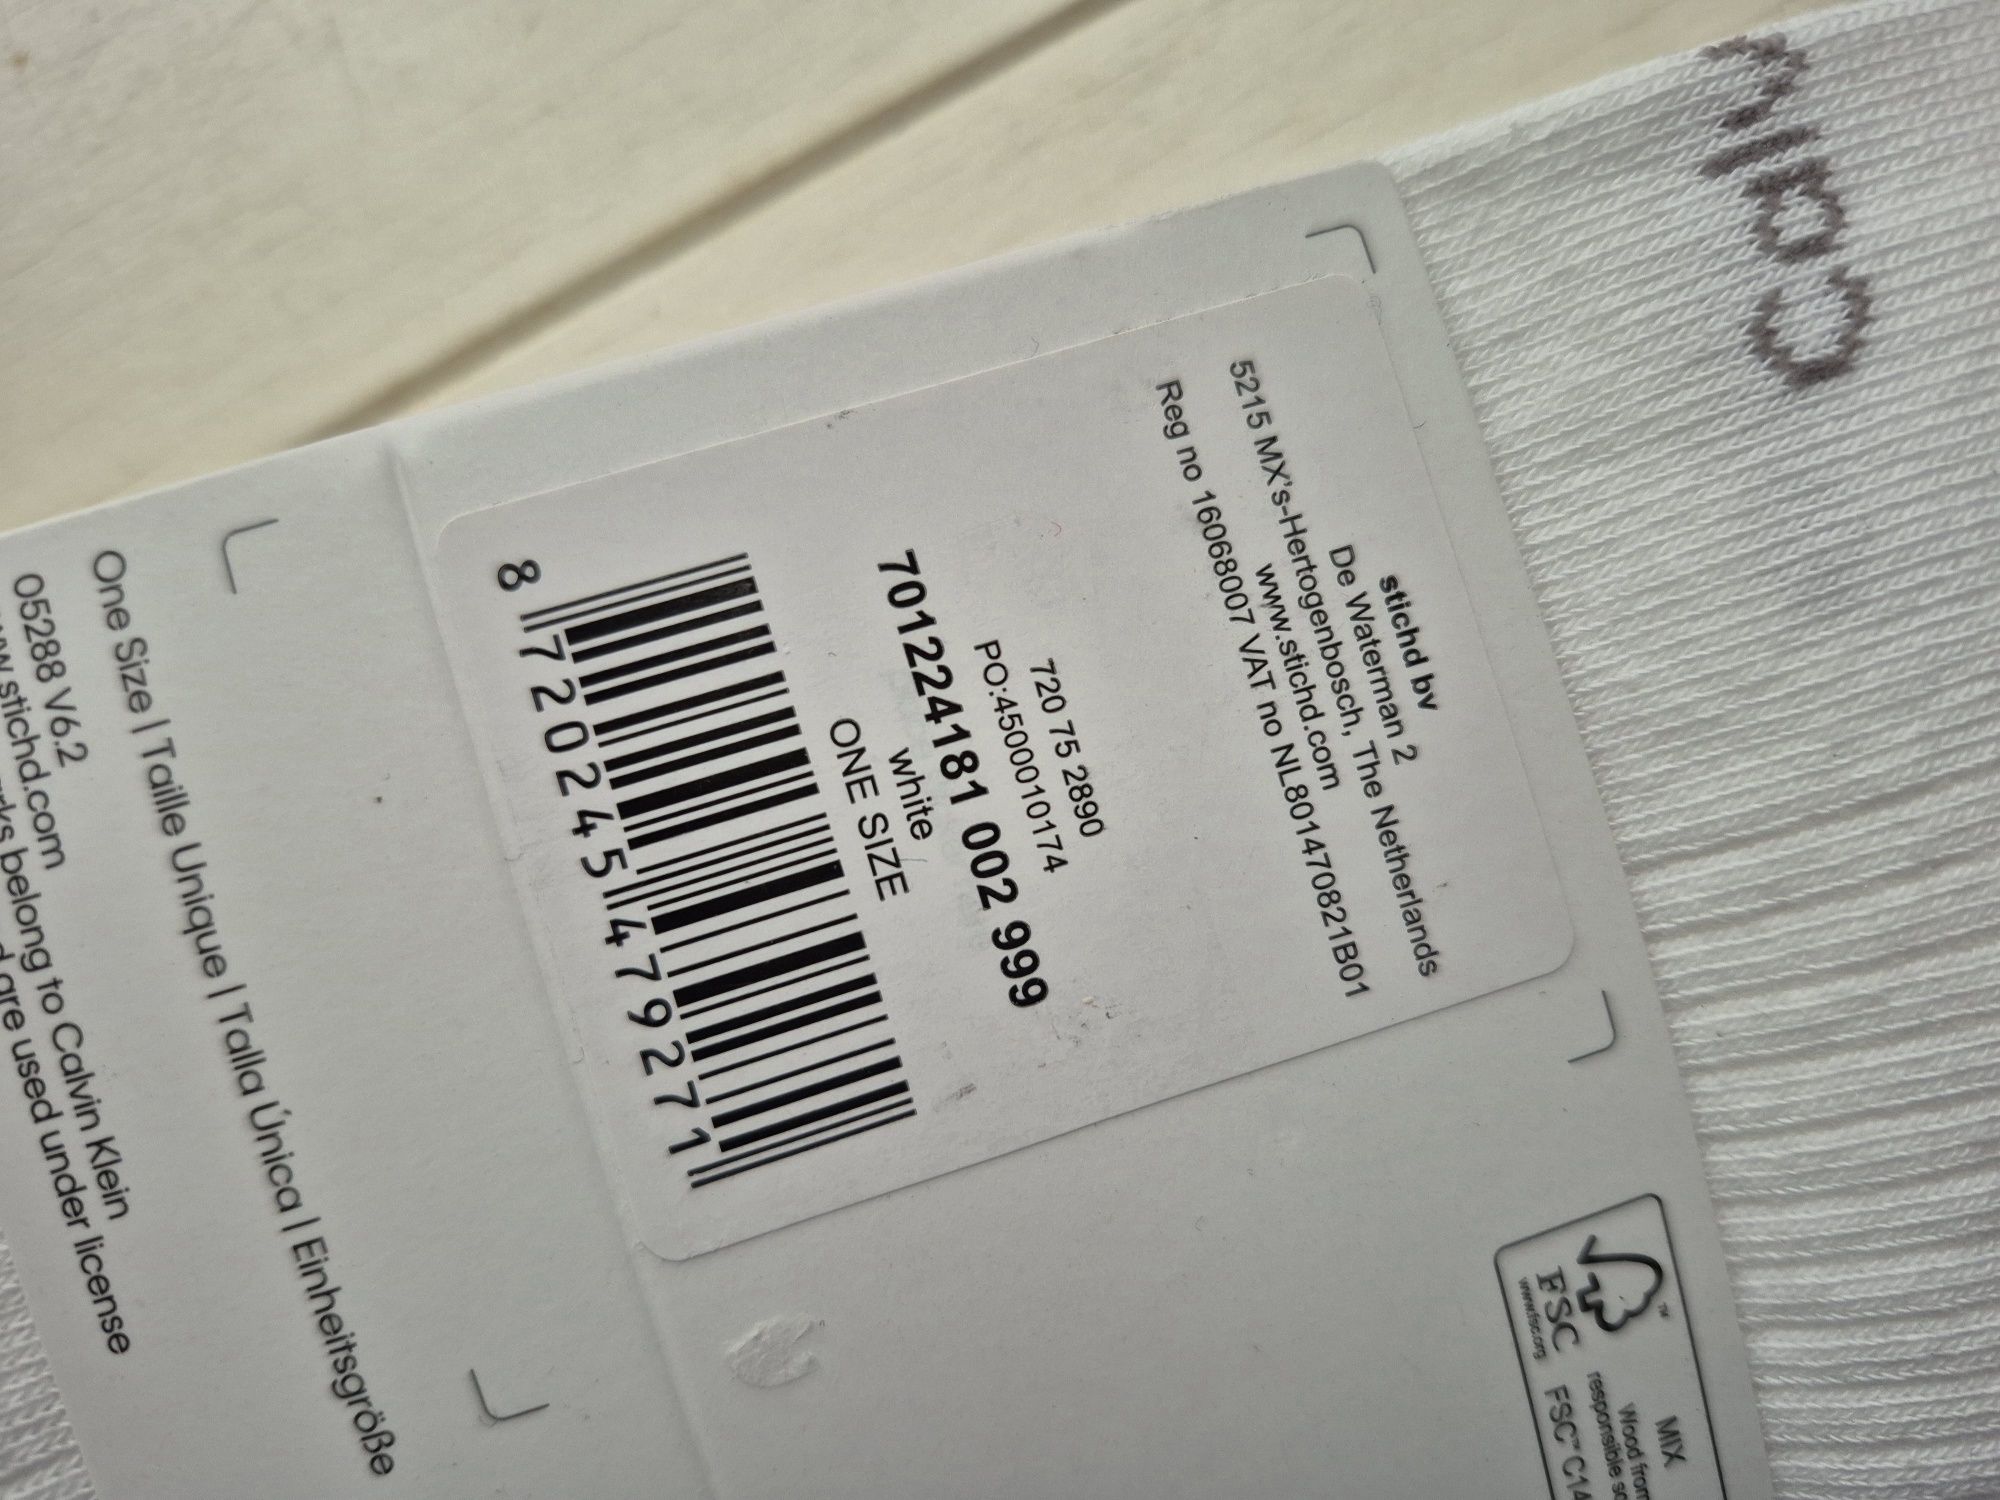 stichd bv
De Waterman 2
5215 MX's-Hertogenbosch, The Netherlands
www.stichd.com
Reg no 16068007 VAT no NL801470821B01
720 75 2890
PO:4500010174
701224181 002 999
white
ONE SIZE
8 720245 479271
One Size | Taille Unique | Talla Única | Einheitsgröße
05288 V6.2
stichd.com
belong to Calvin Klein
are used under license
FSC
www.fsc.org
MIX
Wood from
responsible